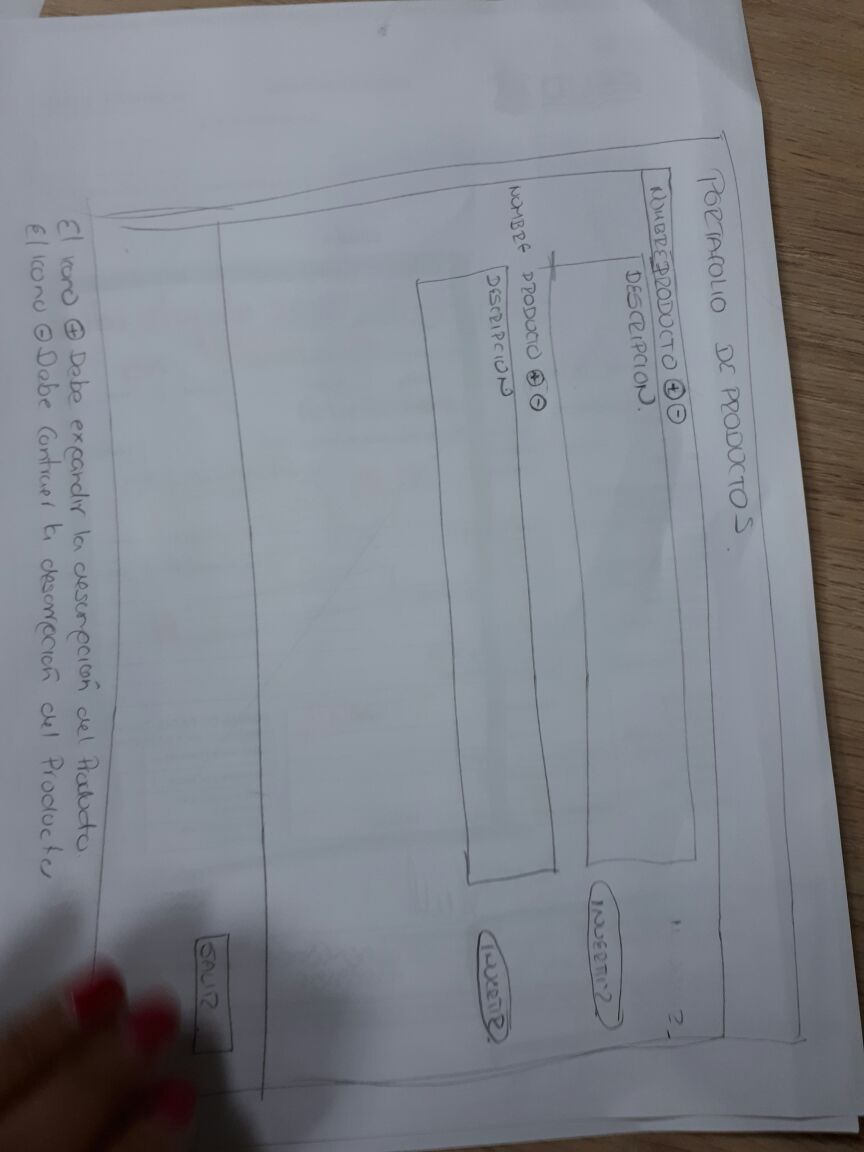 PORTAFOLIO DE PRODUCTOS.
NOMBRE PRODUCTO ⊕ ⊖
DESCRIPCION.
INVERTIR
NOMBRE PRODUCTO ⊕ ⊖
DESCRIPCION
INVERTIR
SALIR
El icono ⊕ Debe expandir la descripción del Producto.
El icono ⊖ Debe Contraer la descripción del Producto